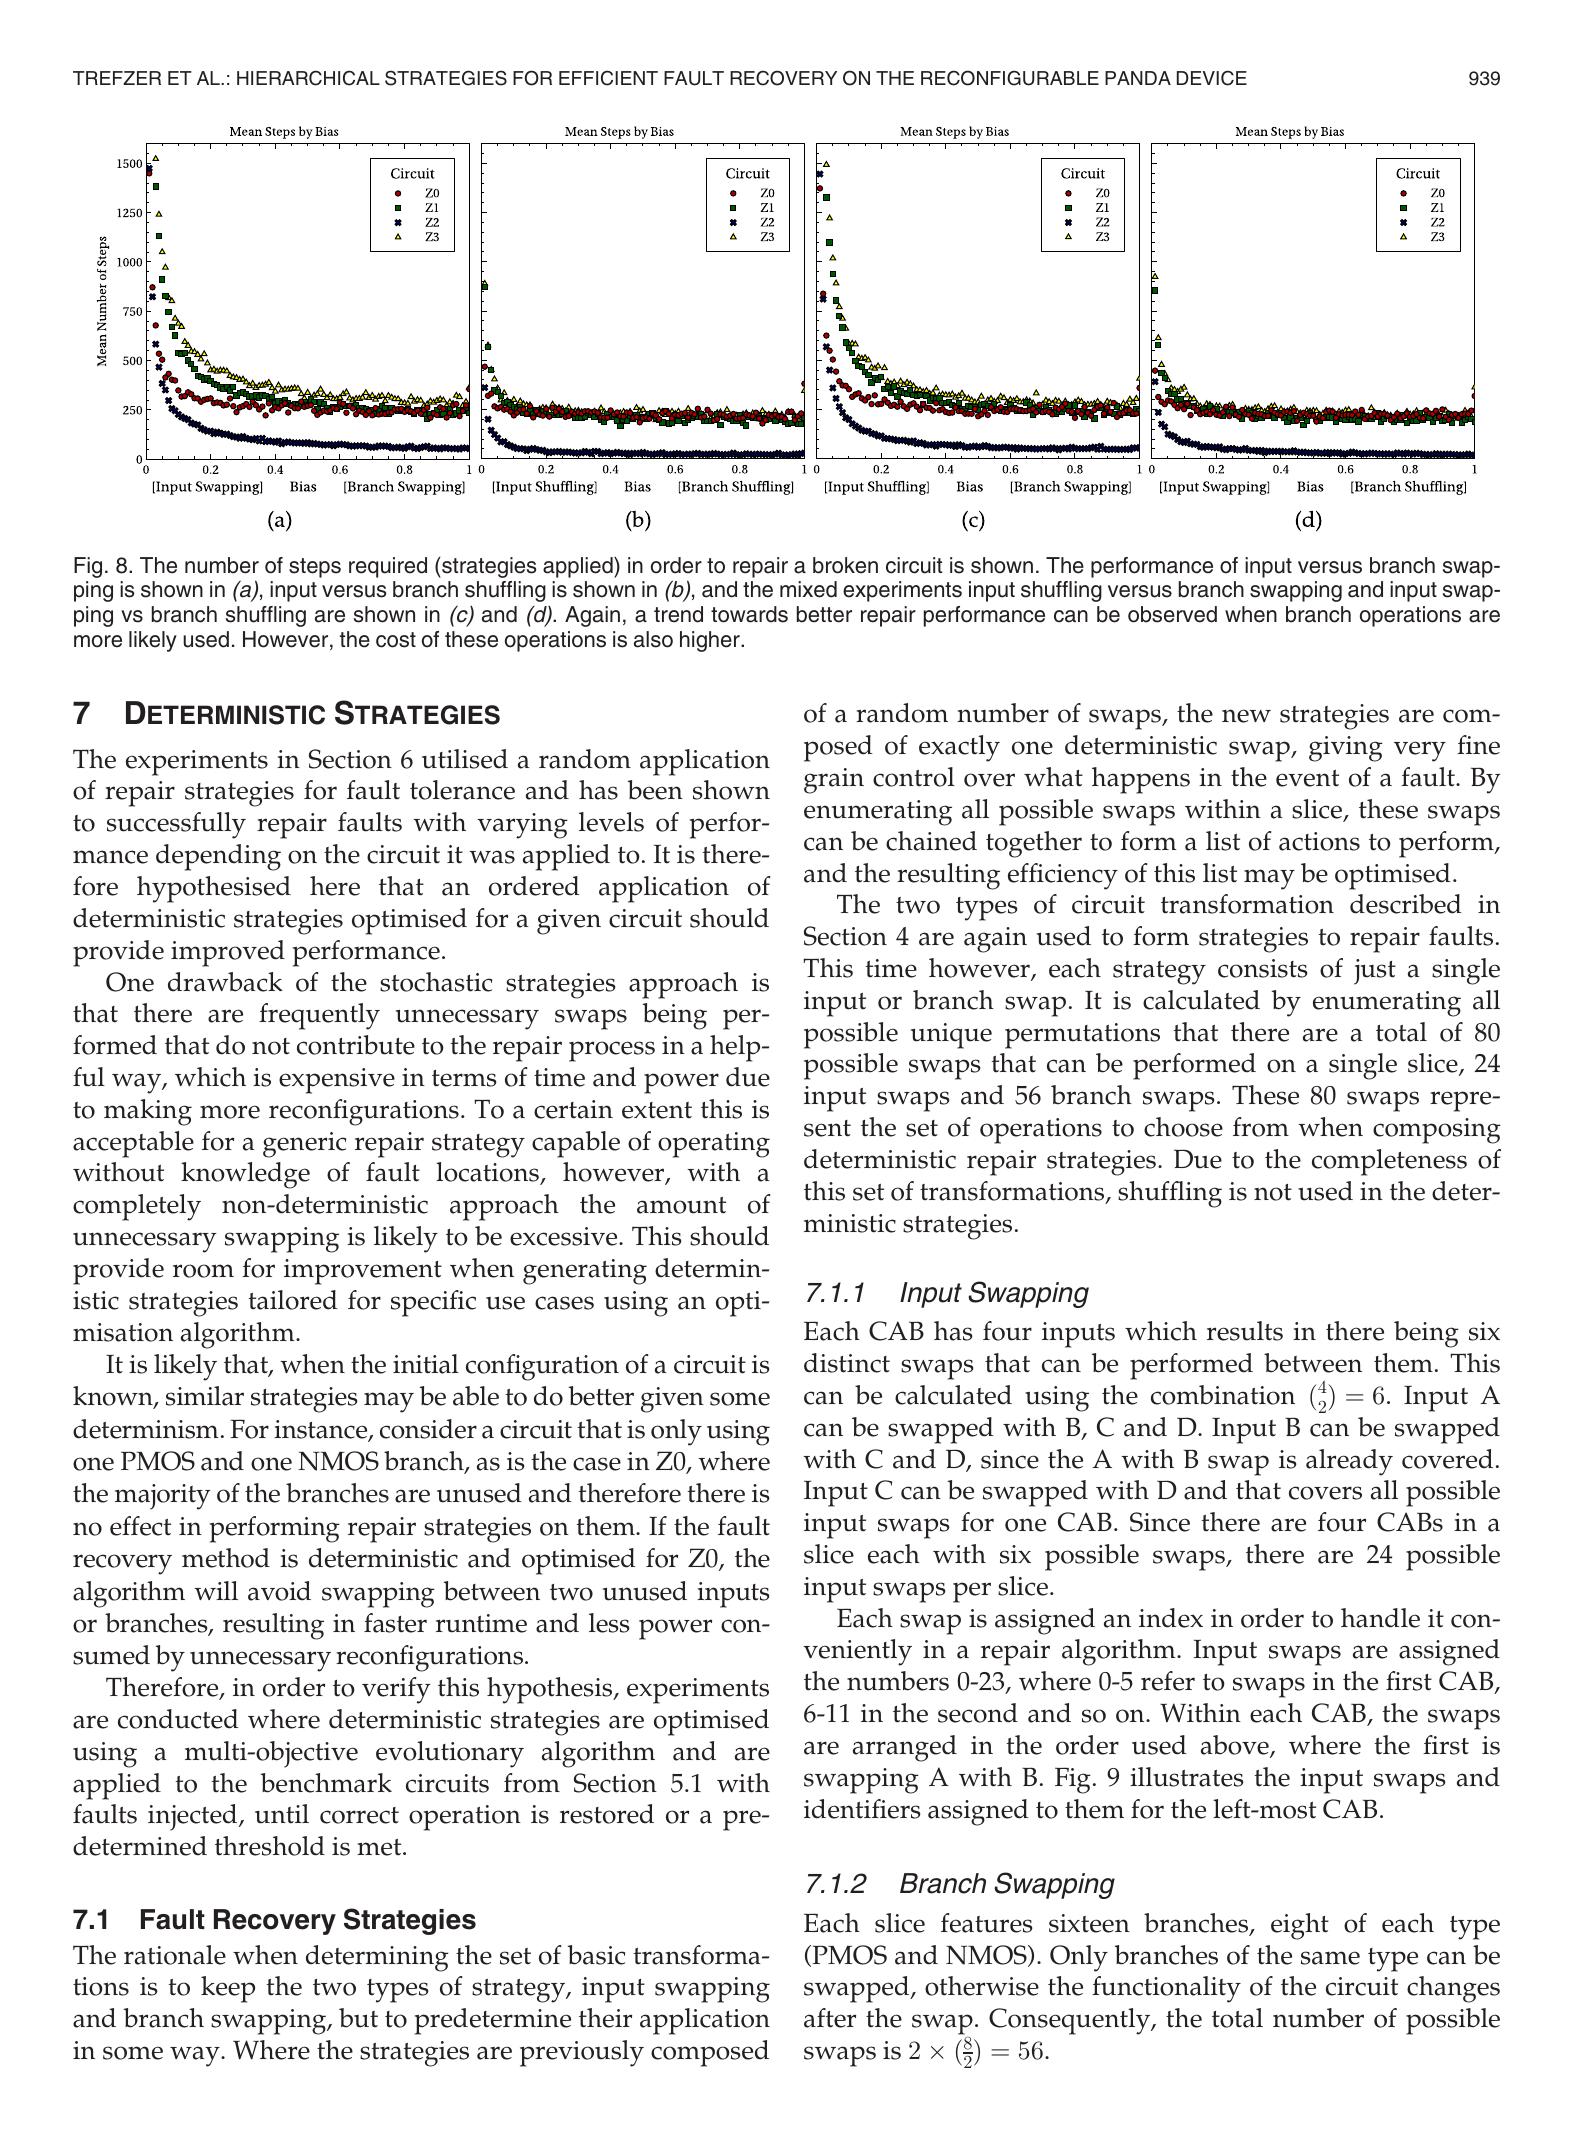 TREFZER ET AL.: HIERARCHICAL STRATEGIES FOR EFFICIENT FAULT RECOVERY ON THE RECONFIGURABLE PANDA DEVICE 939
Mean Steps by Bias
Mean Number of Steps
1500
1250
1000
750
500
250
0
Circuit
Z0
Z1
Z2
Z3
0 0.2 0.4 0.6 0.8 1
[Input Swapping] Bias [Branch Swapping]
(a)
Mean Steps by Bias
Circuit
Z0
Z1
Z2
Z3
0 0.2 0.4 0.6 0.8 1
[Input Shuffling] Bias [Branch Shuffling]
(b)
Mean Steps by Bias
Circuit
Z0
Z1
Z2
Z3
0 0.2 0.4 0.6 0.8 1
[Input Shuffling] Bias [Branch Swapping]
(c)
Mean Steps by Bias
Circuit
Z0
Z1
Z2
Z3
0 0.2 0.4 0.6 0.8 1
[Input Swapping] Bias [Branch Shuffling]
(d)
Fig. 8. The number of steps required (strategies applied) in order to repair a broken circuit is shown. The performance of input versus branch swap-
ping is shown in (a), input versus branch shuffling is shown in (b), and the mixed experiments input shuffling versus branch swapping and input swap-
ping vs branch shuffling are shown in (c) and (d). Again, a trend towards better repair performance can be observed when branch operations are
more likely used. However, the cost of these operations is also higher.
7 DETERMINISTIC STRATEGIES
The experiments in Section 6 utilised a random application
of repair strategies for fault tolerance and has been shown
to successfully repair faults with varying levels of perfor-
mance depending on the circuit it was applied to. It is there-
fore hypothesised here that an ordered application of
deterministic strategies optimised for a given circuit should
provide improved performance.
One drawback of the stochastic strategies approach is
that there are frequently unnecessary swaps being per-
formed that do not contribute to the repair process in a help-
ful way, which is expensive in terms of time and power due
to making more reconfigurations. To a certain extent this is
acceptable for a generic repair strategy capable of operating
without knowledge of fault locations, however, with a
completely non-deterministic approach the amount of
unnecessary swapping is likely to be excessive. This should
provide room for improvement when generating determin-
istic strategies tailored for specific use cases using an opti-
misation algorithm.
It is likely that, when the initial configuration of a circuit is
known, similar strategies may be able to do better given some
determinism. For instance, consider a circuit that is only using
one PMOS and one NMOS branch, as is the case in Z0, where
the majority of the branches are unused and therefore there is
no effect in performing repair strategies on them. If the fault
recovery method is deterministic and optimised for Z0, the
algorithm will avoid swapping between two unused inputs
or branches, resulting in faster runtime and less power con-
sumed by unnecessary reconfigurations.
Therefore, in order to verify this hypothesis, experiments
are conducted where deterministic strategies are optimised
using a multi-objective evolutionary algorithm and are
applied to the benchmark circuits from Section 5.1 with
faults injected, until correct operation is restored or a pre-
determined threshold is met.
7.1 Fault Recovery Strategies
The rationale when determining the set of basic transforma-
tions is to keep the two types of strategy, input swapping
and branch swapping, but to predetermine their application
in some way. Where the strategies are previously composed
of a random number of swaps, the new strategies are com-
posed of exactly one deterministic swap, giving very fine
grain control over what happens in the event of a fault. By
enumerating all possible swaps within a slice, these swaps
can be chained together to form a list of actions to perform,
and the resulting efficiency of this list may be optimised.
The two types of circuit transformation described in
Section 4 are again used to form strategies to repair faults.
This time however, each strategy consists of just a single
input or branch swap. It is calculated by enumerating all
possible unique permutations that there are a total of 80
possible swaps that can be performed on a single slice, 24
input swaps and 56 branch swaps. These 80 swaps repre-
sent the set of operations to choose from when composing
deterministic repair strategies. Due to the completeness of
this set of transformations, shuffling is not used in the deter-
ministic strategies.
7.1.1 Input Swapping
Each CAB has four inputs which results in there being six
distinct swaps that can be performed between them. This
can be calculated using the combination (4 2) = 6. Input A
can be swapped with B, C and D. Input B can be swapped
with C and D, since the A with B swap is already covered.
Input C can be swapped with D and that covers all possible
input swaps for one CAB. Since there are four CABs in a
slice each with six possible swaps, there are 24 possible
input swaps per slice.
Each swap is assigned an index in order to handle it con-
veniently in a repair algorithm. Input swaps are assigned
the numbers 0-23, where 0-5 refer to swaps in the first CAB,
6-11 in the second and so on. Within each CAB, the swaps
are arranged in the order used above, where the first is
swapping A with B. Fig. 9 illustrates the input swaps and
identifiers assigned to them for the left-most CAB.
7.1.2 Branch Swapping
Each slice features sixteen branches, eight of each type
(PMOS and NMOS). Only branches of the same type can be
swapped, otherwise the functionality of the circuit changes
after the swap. Consequently, the total number of possible
swaps is 2 × (8 2) = 56.